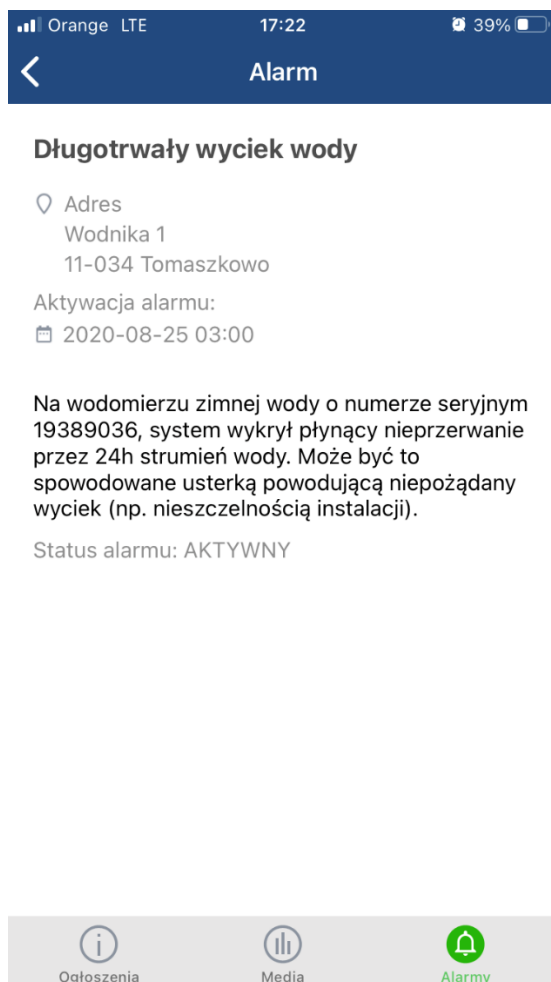 Orange LTE 17:22 39%
Alarm
Długotrwały wyciek wody
Adres
Wodnika 1
11-034 Tomaszkowo
Aktywacja alarmu:
2020-08-25 03:00
Na wodomierzu zimnej wody o numerze seryjnym
19389036, system wykrył płynący nieprzerwanie
przez 24h strumień wody. Może być to
spowodowane usterką powodującą niepożądany
wyciek (np. nieszczelnością instalacji).
Status alarmu: AKTYWNY
Ogłoszenia Media Alarmy